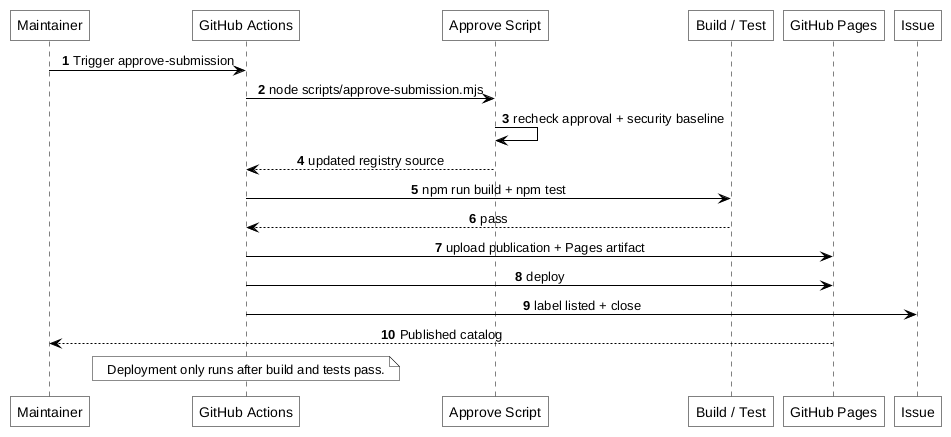 Maintainer
GitHub Actions
Approve Script
Build / Test
GitHub Pages
Issue
1 Trigger approve-submission
2 node scripts/approve-submission.mjs
3 recheck approval + security baseline
4 updated registry source
5 npm run build + npm test
6 pass
7 upload publication + Pages artifact
8 deploy
9 label listed + close
10 Published catalog
Deployment only runs after build and tests pass.
Maintainer
GitHub Actions
Approve Script
Build / Test
GitHub Pages
Issue